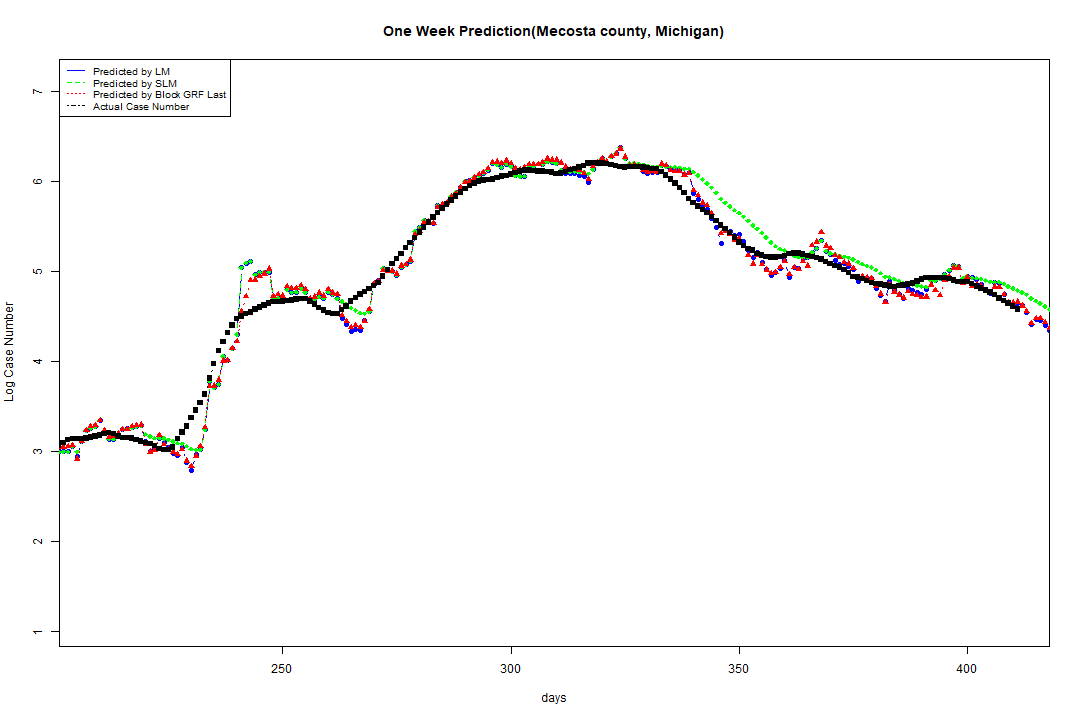 One Week Prediction(Mecosta county, Michigan)
Predicted by LM
Predicted by SLM
Predicted by Block GRF Last
Actual Case Number
7
6
5
4
3
2
1
Log Case Number
250 300 350 400
days